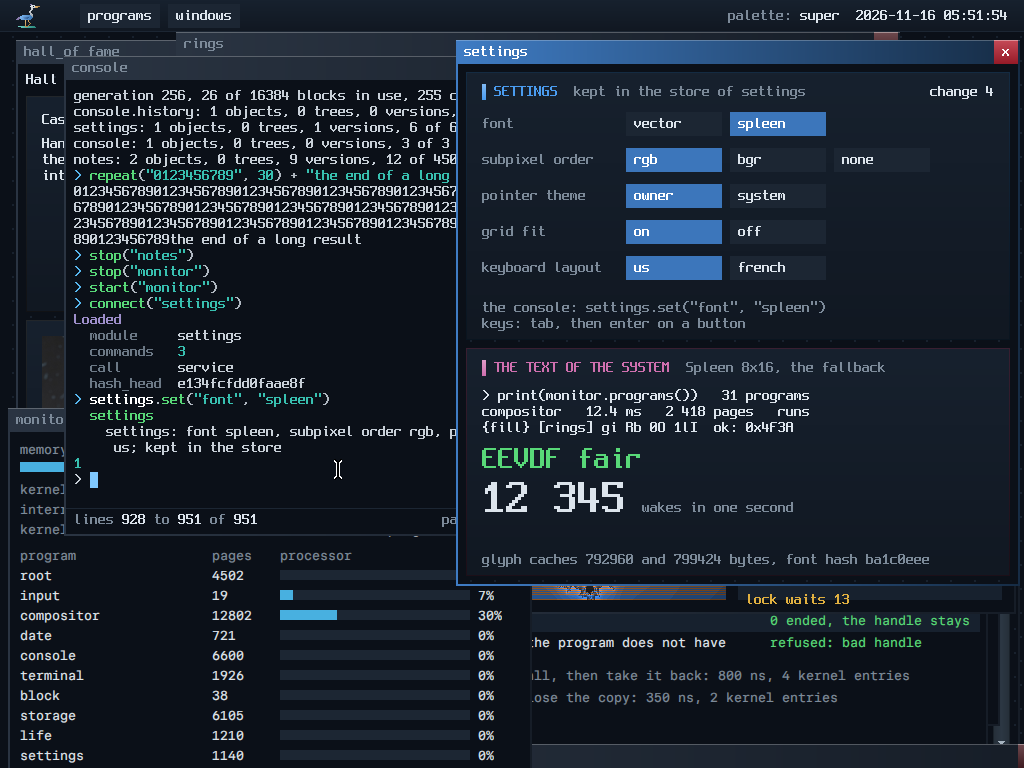 programs windows palette: super 2026-11-16 05:51:54
rings
hall_of_fame
console
settings x
Hall
generation 256, 26 of 16384 blocks in use, 255 c
console.history: 1 objects, 0 trees, 0 versions,
settings: 1 objects, 0 trees, 1 versions, 6 of 6
console: 1 objects, 0 trees, 0 versions, 3 of 3
notes: 2 objects, 0 trees, 9 versions, 12 of 450
> repeat("0123456789", 30) + "the end of a long
012345678901234567890123456789012345678901234567
678901234567890123456789012345678901234567890123
234567890123456789012345678901234567890123456789
890123456789the end of a long result
> stop("notes")
> stop("monitor")
> start("monitor")
> connect("settings")
Loaded
module settings
commands 3
call service
hash_head e134fcfdd0faae8f
> settings.set("font", "spleen")
settings
settings: font spleen, subpixel order rgb, p
us; kept in the store
1
>
lines 928 to 951 of 951 pa
Cas
Han
the
int
SETTINGS kept in the store of settings change 4
font vector spleen
subpixel order rgb bgr none
pointer theme owner system
grid fit on off
keyboard layout us french
the console: settings.set("font", "spleen")
keys: tab, then enter on a button
THE TEXT OF THE SYSTEM Spleen 8x16, the fallback
> print(monitor.programs()) 31 programs
compositor 12.4 ms 2 418 pages runs
{fill} [rings] gi Rb 0O 1lI ok: 0x4F3A
EEVDF fair
12 345 wakes in one second
glyph caches 792960 and 799424 bytes, font hash ba1c0eee
monito
memory
kernel
inter
kernel
program pages processor
root 4502
input 19 7%
compositor 12802 30%
date 721 0%
console 6600 0%
terminal 1926 0%
block 38 0%
storage 6105 0%
life 1210 0%
settings 1140 0%
lock waits 13
0 ended, the handle stays
the program does not have refused: bad handle
all, then take it back: 800 ns, 4 kernel entries
lose the copy: 350 ns, 2 kernel entries